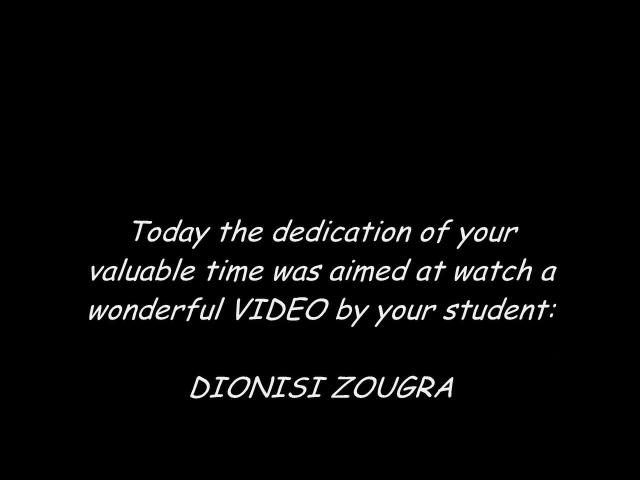 Today the dedication of your
valuable time was aimed at watch a
wonderful VIDEO by your student:
DIONISI ZOUGRA